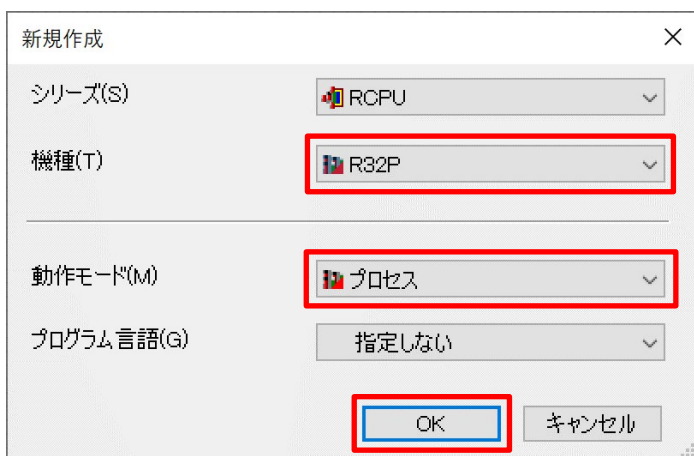 新規作成
シリーズ(S)
RCPU
機種(T)
R32P
動作モード(M)
プロセス
プログラム言語(G)
指定しない
OK
キャンセル